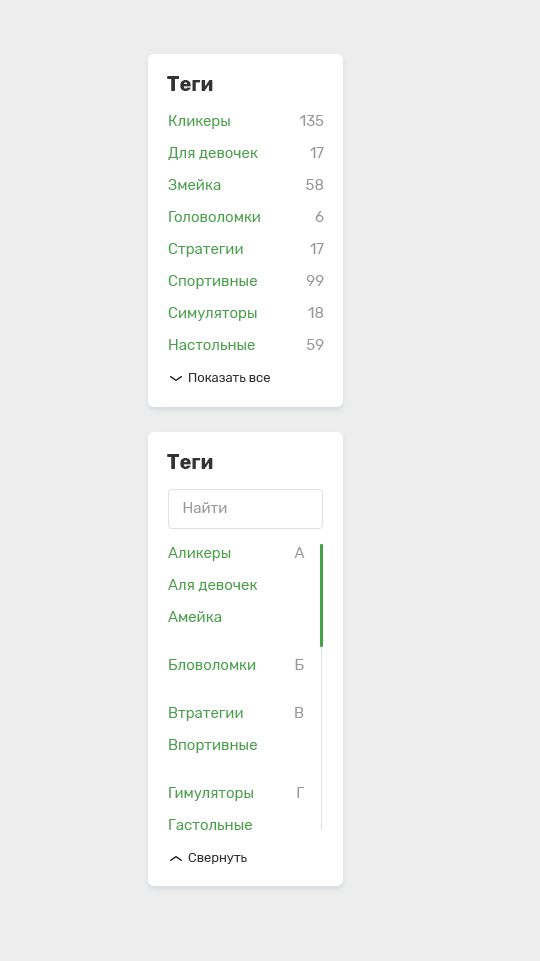 Теги
Кликеры 135
Для девочек 17
Змейка 58
Головоломки 6
Стратегии 17
Спортивные 99
Симуляторы 18
Настольные 59
Показать все
Теги
Найти
Аликеры А
Аля девочек
Амейка
Бловоломки Б
Втратегии В
Впортивные
Гимуляторы Г
Гастольные
Свернуть